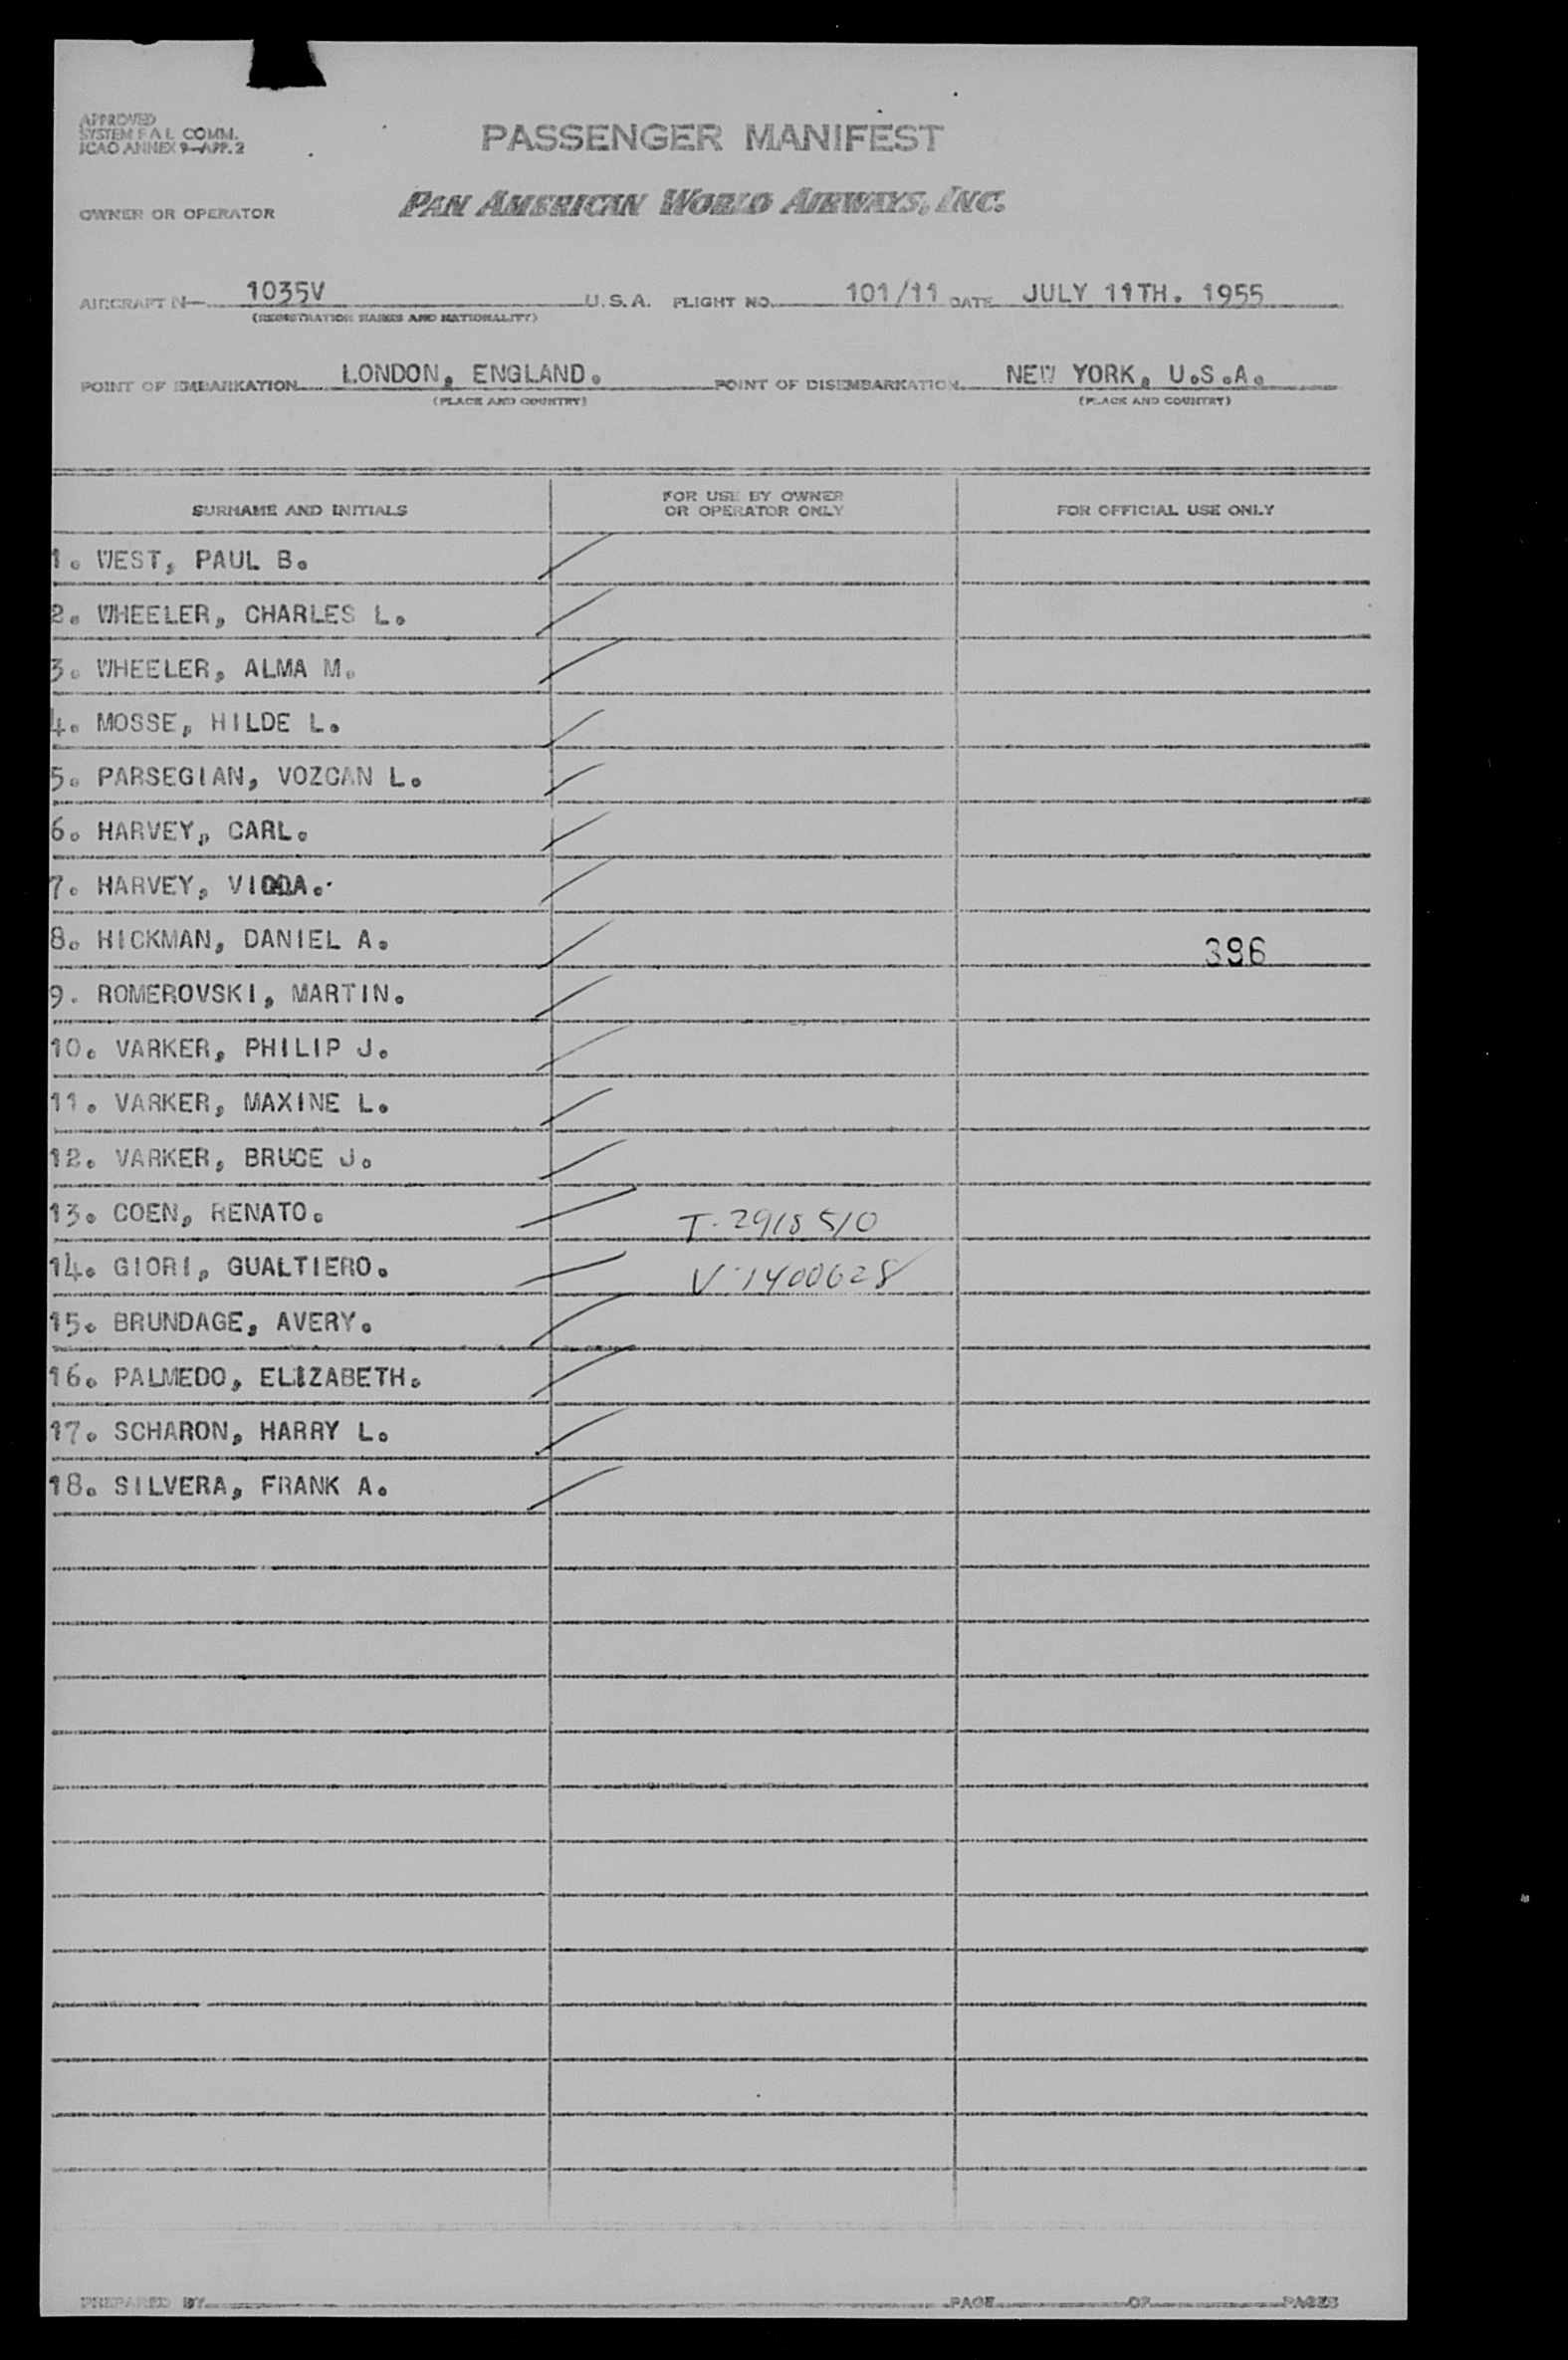 APPROVED
SYSTEM F A L COMM.
ICAO ANNEX 9—APP. 2
PASSENGER MANIFEST
OWNER OR OPERATOR PAN AMERICAN WORLD AIRWAYS, INC.
AIRCRAFT N— 1035V U. S. A. FLIGHT NO. 101/11 DATE JULY 11TH. 1955
(REGISTRATION MARKS AND NATIONALITY)
POINT OF EMBARKATION LONDON, ENGLAND. POINT OF DISEMBARKATION NEW YORK, U.S.A.
(PLACE AND COUNTRY) (PLACE AND COUNTRY)
SURNAME AND INITIALS FOR USE BY OWNER OR OPERATOR ONLY FOR OFFICIAL USE ONLY
1. WEST, PAUL B.
2. WHEELER, CHARLES L.
3. WHEELER, ALMA M.
4. MOSSE, HILDE L.
5. PARSEGIAN, VOZCAN L.
6. HARVEY, CARL.
7. HARVEY,
8. HICKMAN, DANIEL A. 396
9. ROMEROVSKI, MARTIN.
10. VARKER, PHILIP J.
11. VARKER, MAXINE L.
12. VARKER, BRUCE J.
13. COEN, RENATO. T-2918510
14. GIORI, GUALTIERO. V-1400628
15. BRUNDAGE, AVERY.
16. PALMEDO, ELIZABETH.
17. SCHARON, HARRY L.
18. SILVERA, FRANK A.
PREPARED BY PAGE OF PAGES